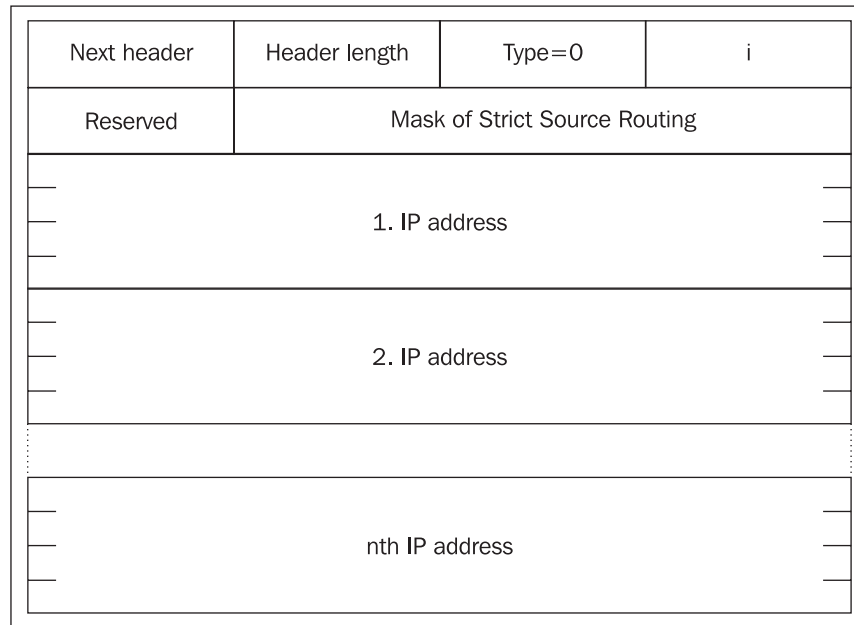 Next header Header length Type=0 i
Reserved Mask of Strict Source Routing
1. IP address
2. IP address
nth IP address